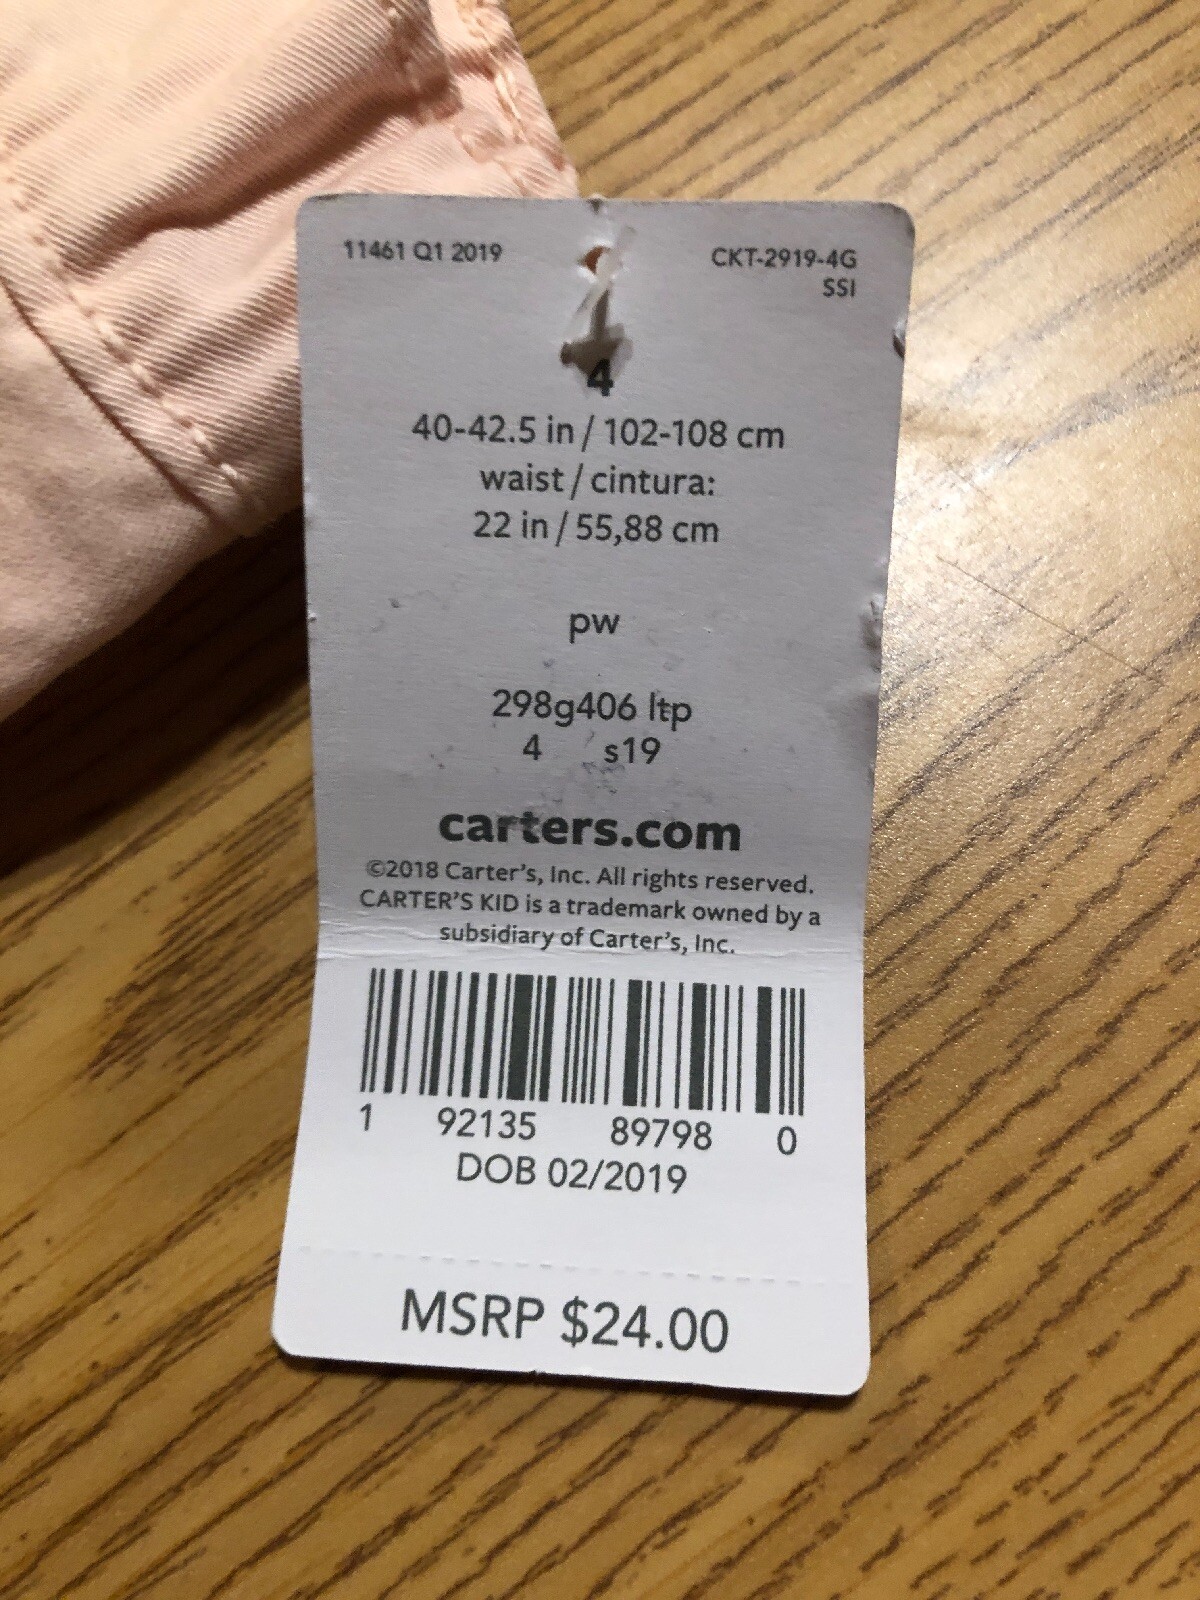 11461 Q1 2019
CKT-2919-4G
SSI
4
40-42.5 in / 102-108 cm
waist / cintura:
22 in / 55,88 cm
pw
298g406 ltp
4 s19
carters.com
©2018 Carter's, Inc. All rights reserved.
CARTER'S KID is a trademark owned by a
subsidiary of Carter's, Inc.
1 92135 89798 0
DOB 02/2019
MSRP $24.00